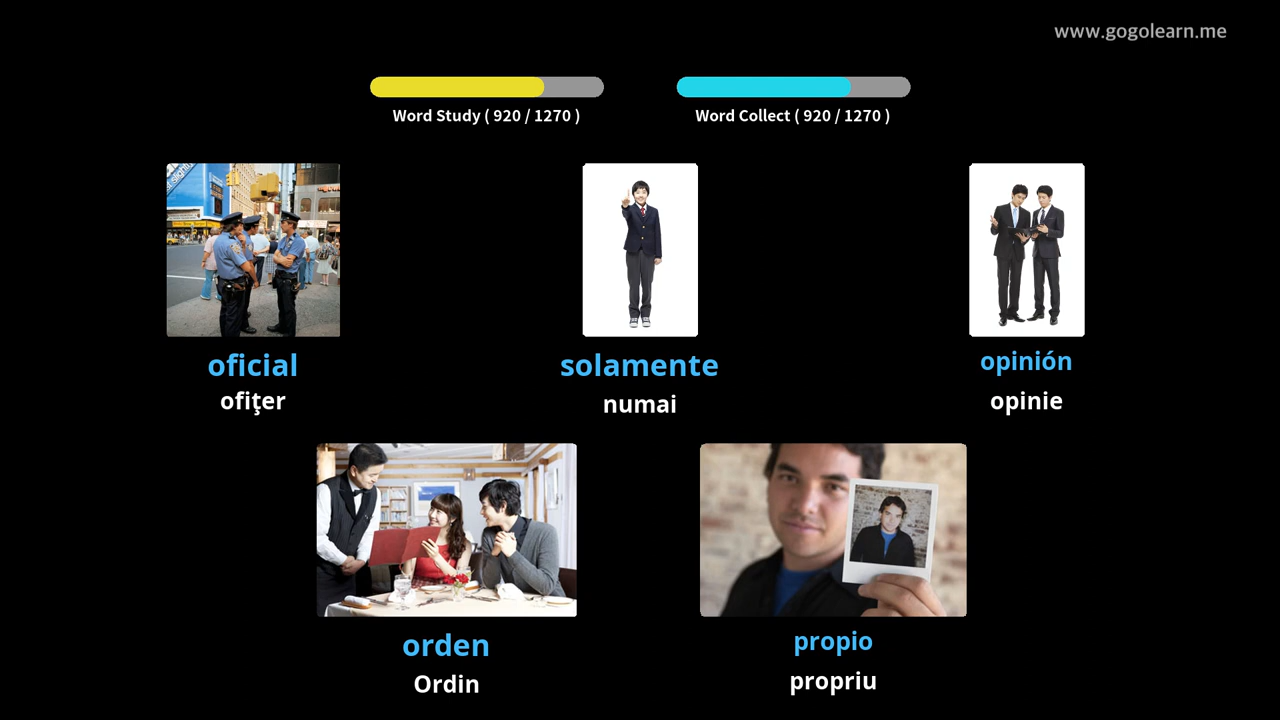 www.gogolearn.me
Word Study ( 920 / 1270 )
Word Collect ( 920 / 1270 )
oficial
ofiţer
solamente
numai
opinión
opinie
orden
Ordin
propio
propriu